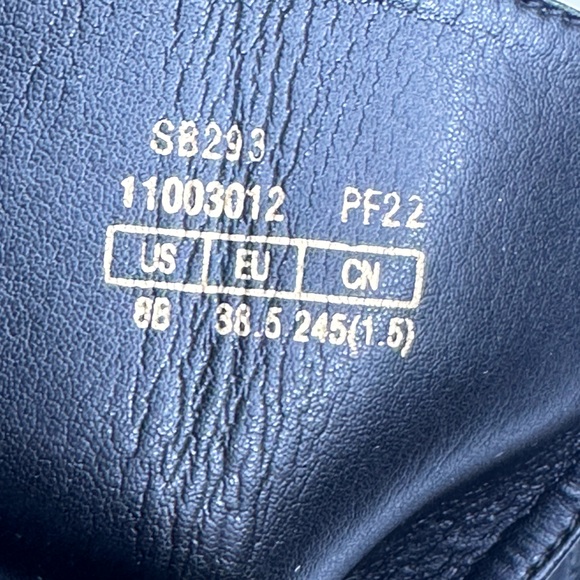 SB293
11003012 PF22
US EU CN
8B 38.5 245(1.5)